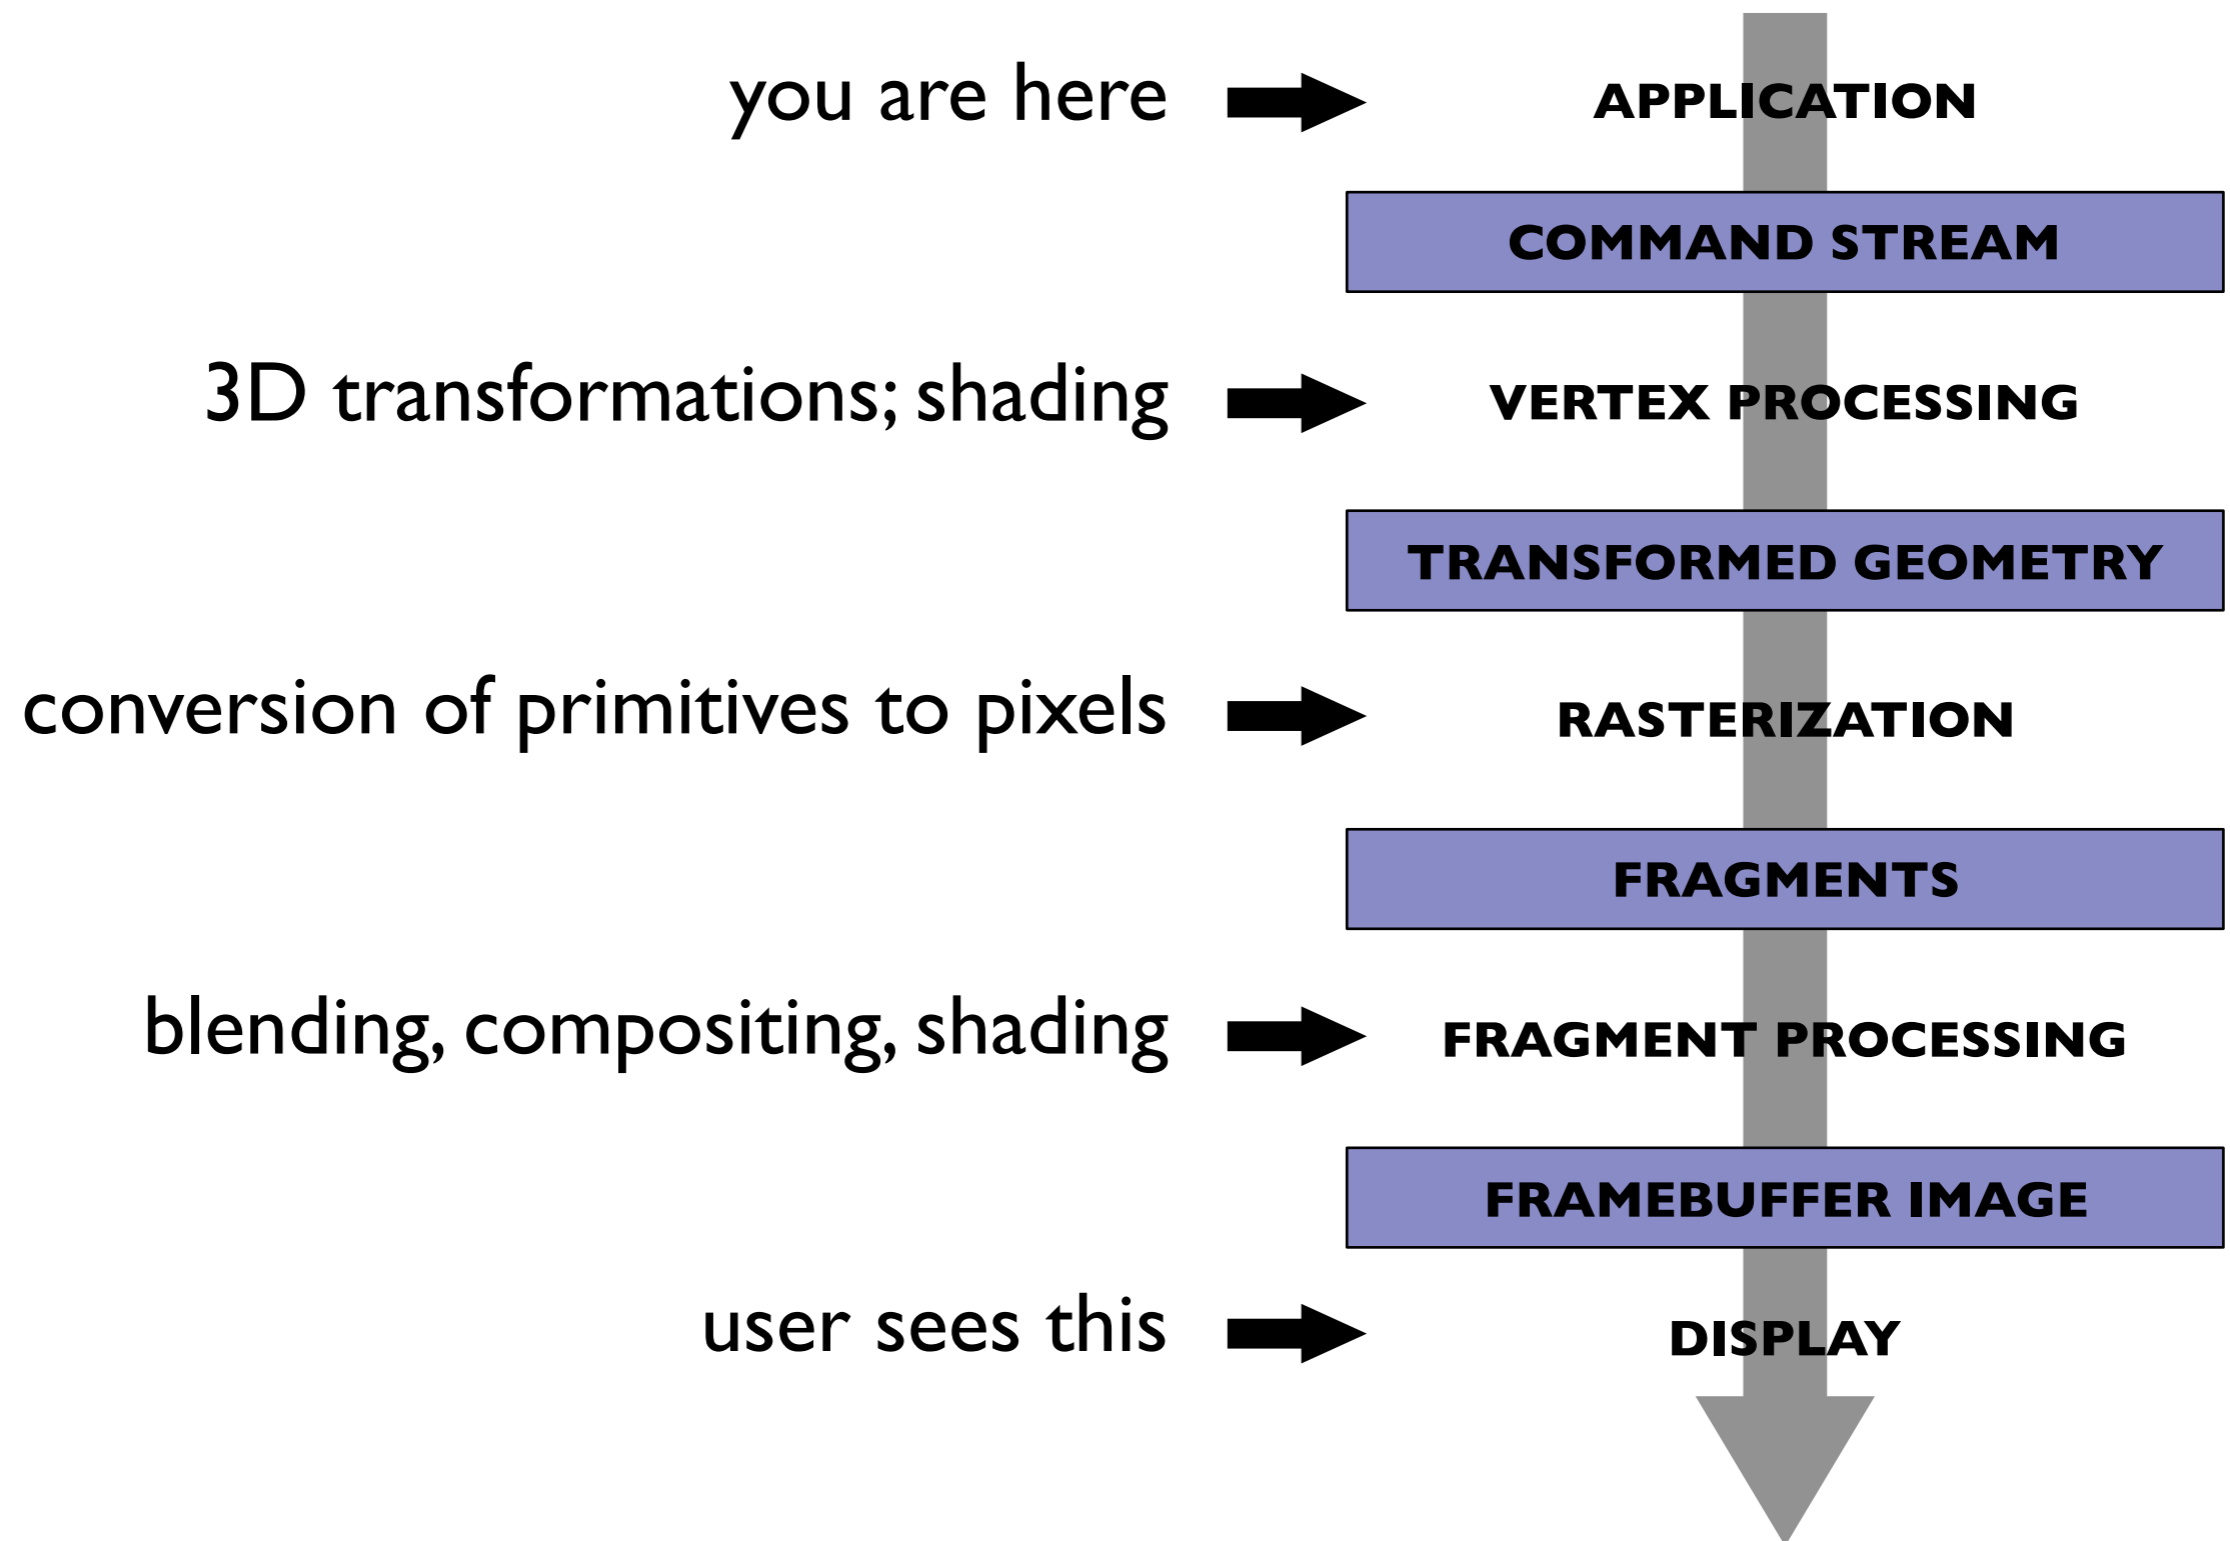 you are here
APPLICATION
COMMAND STREAM
3D transformations; shading
VERTEX PROCESSING
TRANSFORMED GEOMETRY
conversion of primitives to pixels
RASTERIZATION
FRAGMENTS
blending, compositing, shading
FRAGMENT PROCESSING
FRAMEBUFFER IMAGE
user sees this
DISPLAY